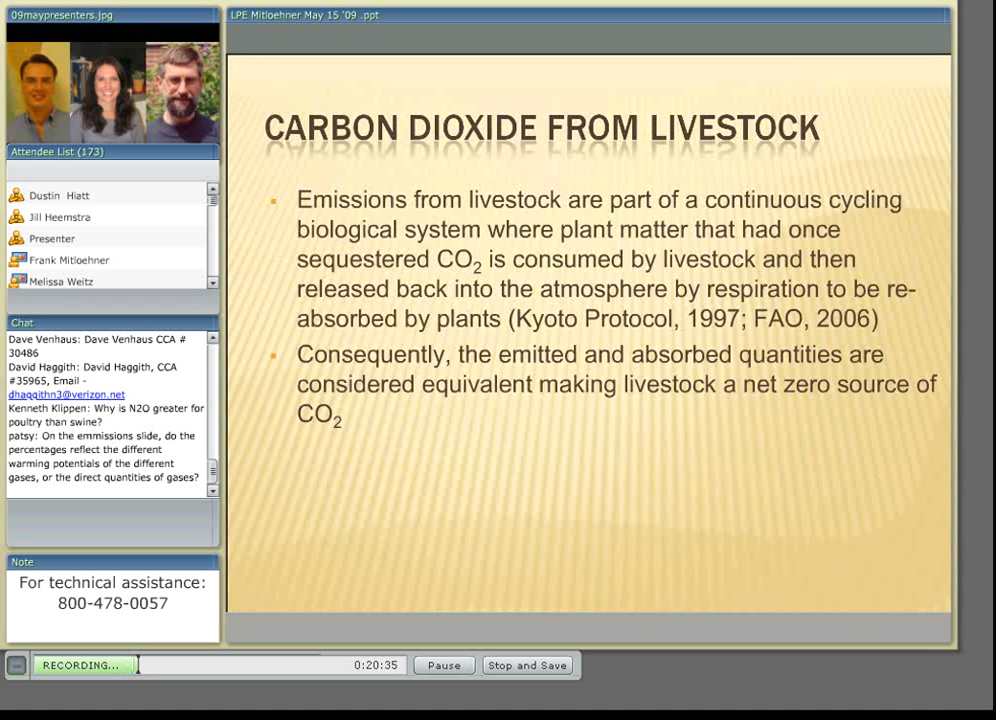 09maypresenters.jpg
Attendee List (173)
Dustin Hiatt
Jill Heemstra
Presenter
Frank Mitloehner
Melissa Weitz
Chat
Dave Venhaus: Dave Venhaus CCA #
30486
David Haggith: David Haggith, CCA
#35965, Email -
dhaggithn3@verizon.net
Kenneth Klippen: Why is N2O greater for
poultry than swine?
patsy: On the emmissions slide, do the
percentages reflect the different
warming potentials of the different
gases, or the direct quantities of gases?
Note
For technical assistance:
800-478-0057
LPE Mitloehner May 15 '09 .ppt
CARBON DIOXIDE FROM LIVESTOCK
Emissions from livestock are part of a continuous cycling
biological system where plant matter that had once
sequestered CO2 is consumed by livestock and then
released back into the atmosphere by respiration to be re-
absorbed by plants (Kyoto Protocol, 1997; FAO, 2006)
Consequently, the emitted and absorbed quantities are
considered equivalent making livestock a net zero source of
CO2
RECORDING... 0:20:35 Pause Stop and Save